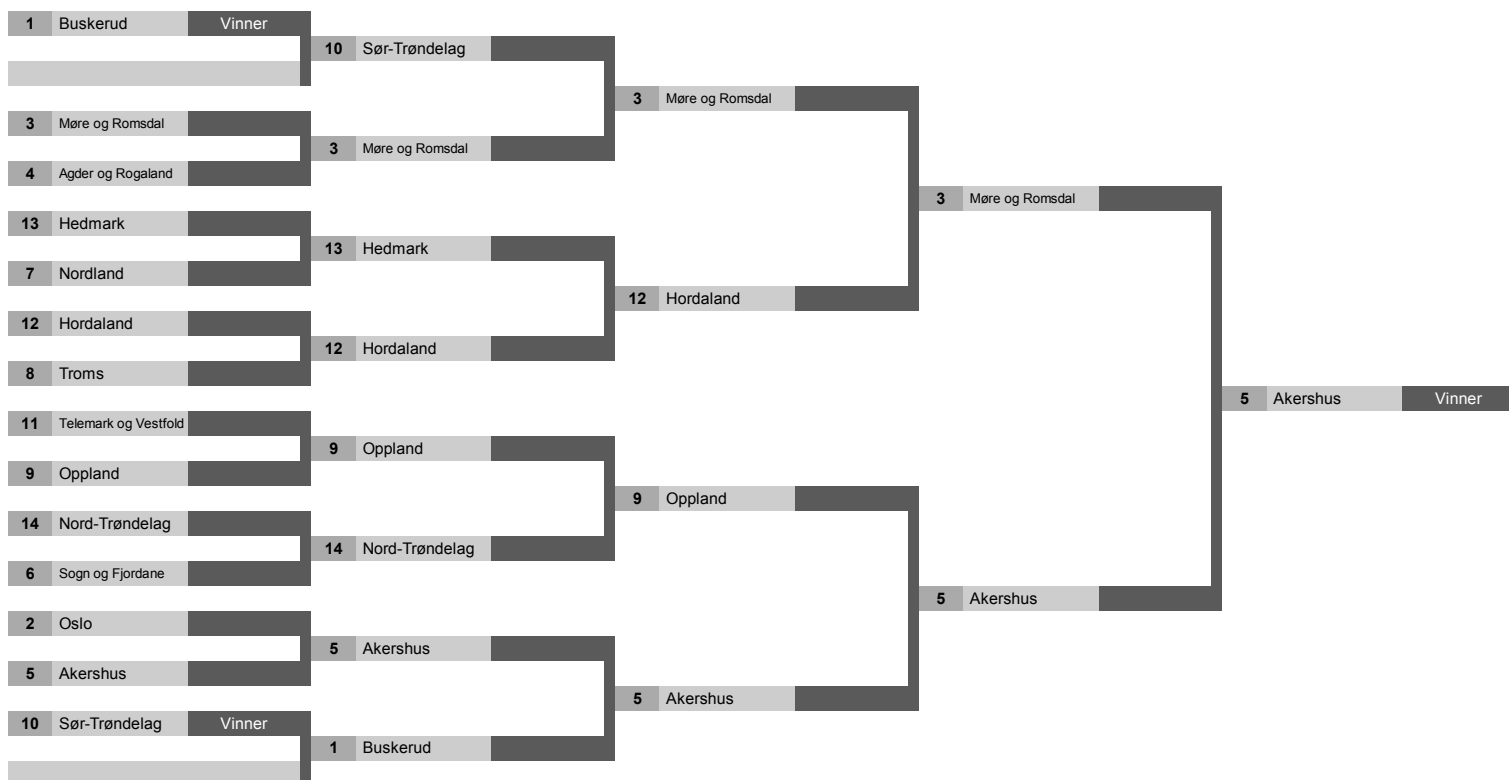 1 Buskerud Vinner
10 Sør-Trøndelag
3 Møre og Romsdal
3 Møre og Romsdal
3 Møre og Romsdal
4 Agder og Rogaland
3 Møre og Romsdal
13 Hedmark
13 Hedmark
7 Nordland
12 Hordaland
12 Hordaland
12 Hordaland
8 Troms
5 Akershus Vinner
11 Telemark og Vestfold
9 Oppland
9 Oppland
9 Oppland
14 Nord-Trøndelag
14 Nord-Trøndelag
6 Sogn og Fjordane
5 Akershus
2 Oslo
5 Akershus
5 Akershus
5 Akershus
10 Sør-Trøndelag Vinner
1 Buskerud